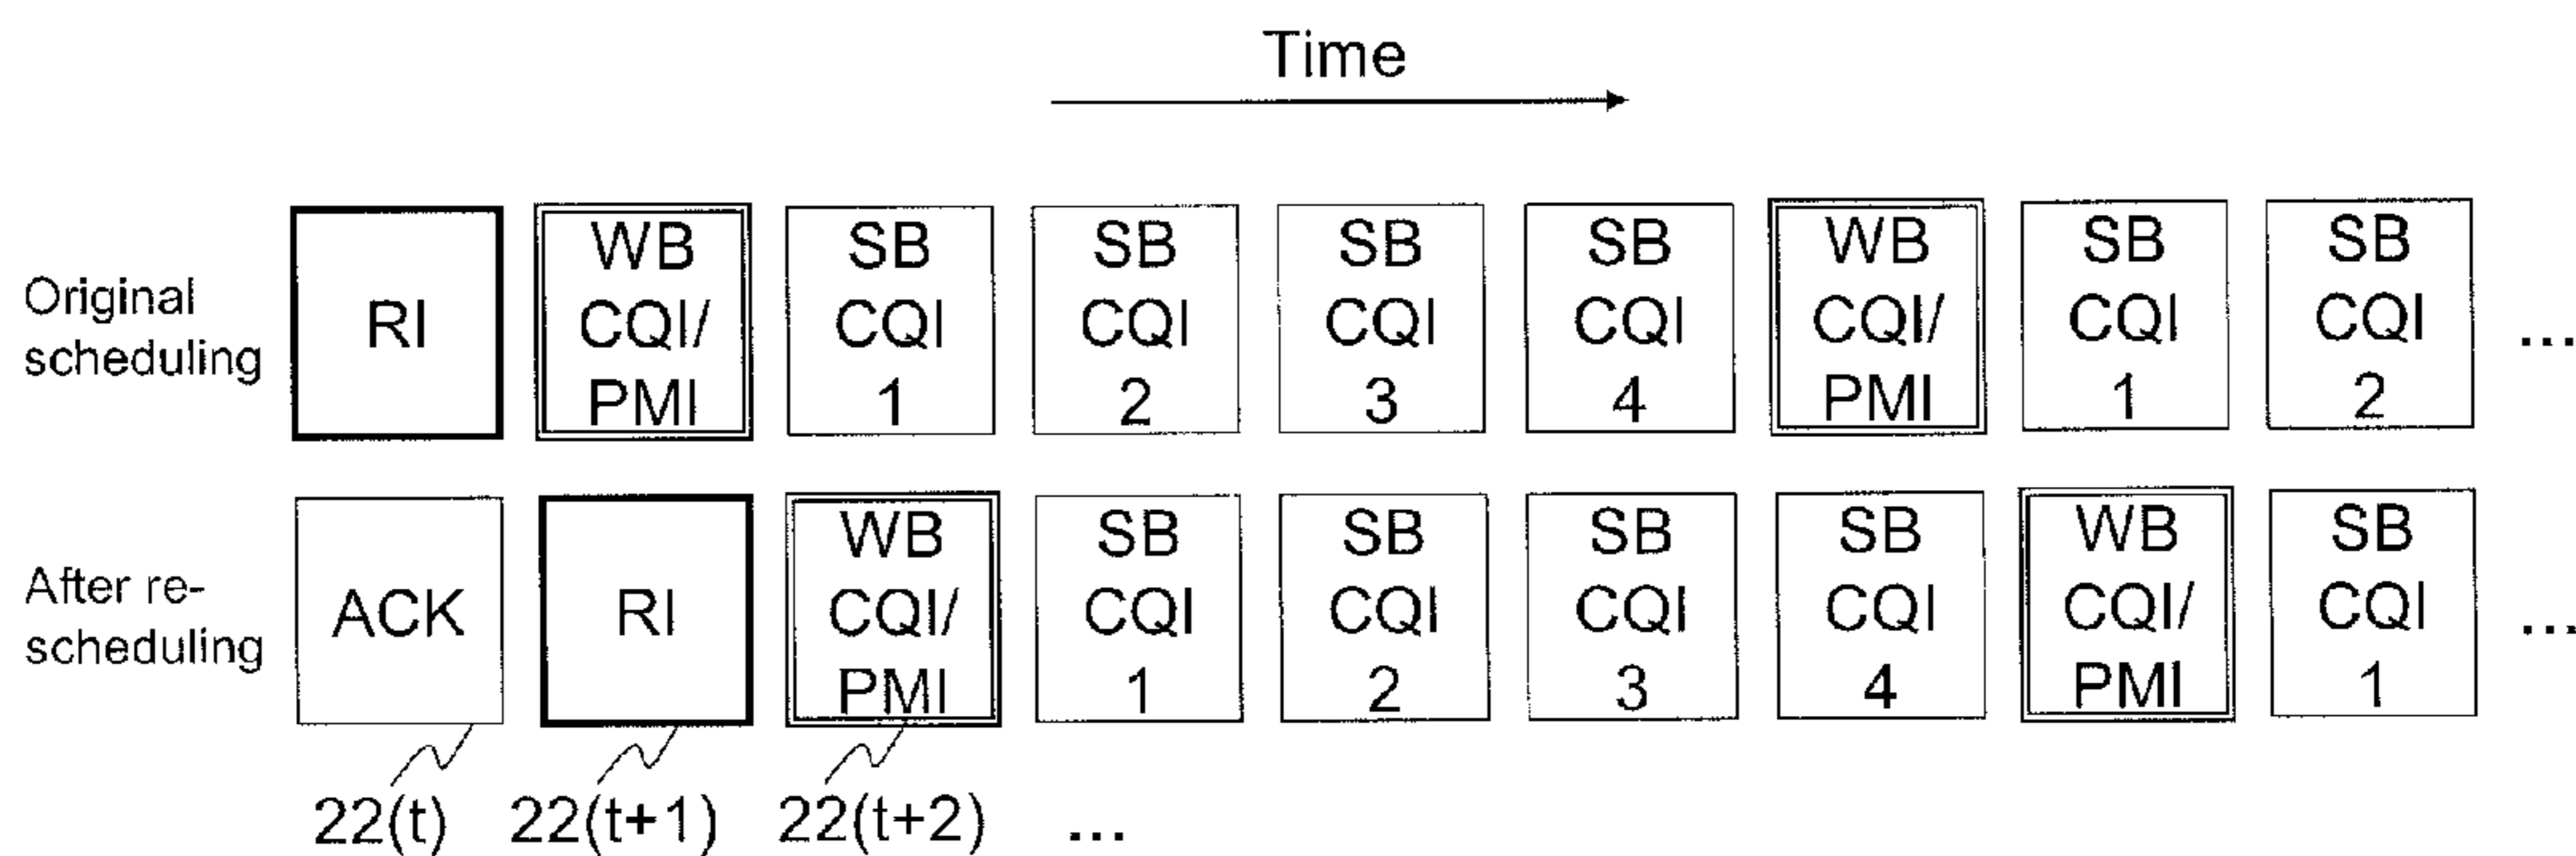 Time
Original
scheduling
RI
WB
CQI/
PMI
SB
CQI
1
SB
CQI
2
SB
CQI
3
SB
CQI
4
WB
CQI/
PMI
SB
CQI
1
SB
CQI
2
...
After re-
scheduling
ACK
RI
WB
CQI/
PMI
SB
CQI
1
SB
CQI
2
SB
CQI
3
SB
CQI
4
WB
CQI/
PMI
SB
CQI
1
...
22(t) 22(t+1) 22(t+2) ...